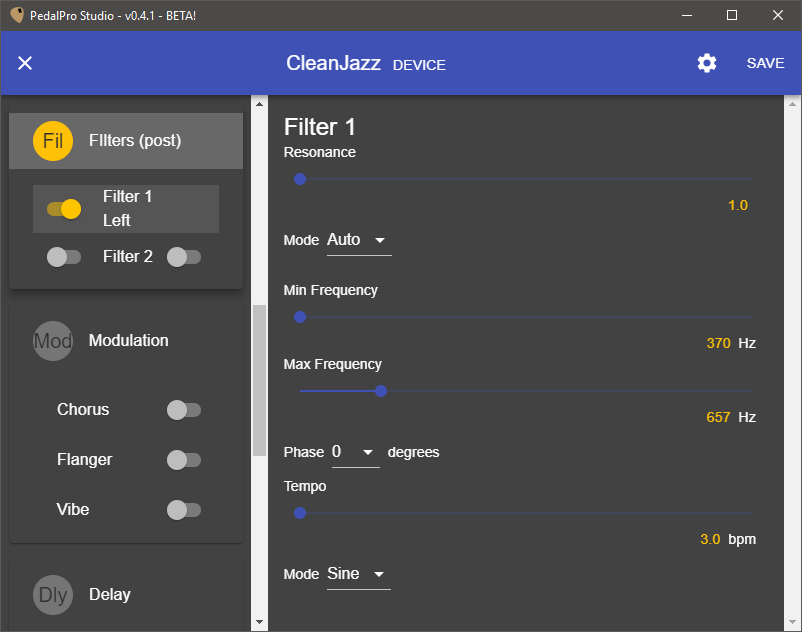 PedalPro Studio - v0.4.1 - BETA!
CleanJazz DEVICE
SAVE
Fil
FIlters (post)
Filter 1
Left
Filter 2
Mod
Modulation
Chorus
Flanger
Vibe
Dly
Delay
Filter 1
Resonance
1.0
Mode Auto
Min Frequency
370 Hz
Max Frequency
657 Hz
Phase 0 degrees
Tempo
3.0 bpm
Mode Sine